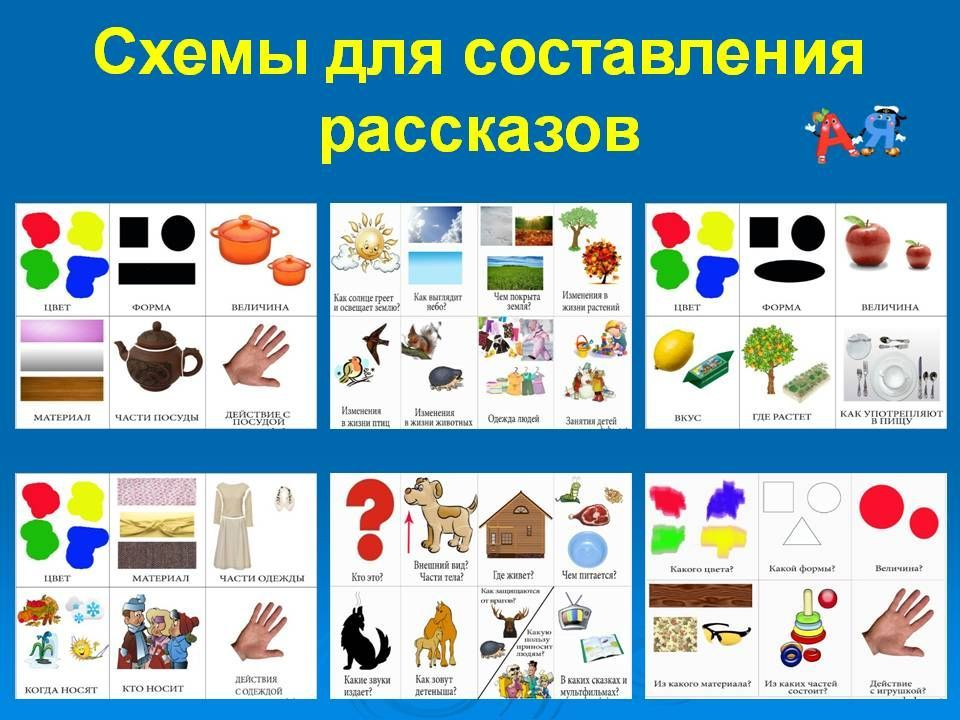 Схемы для составления
рассказов
АЯ
ЦВЕТ
ФОРМА
ВЕЛИЧИНА
МАТЕРИАЛ
ЧАСТИ ПОСУДЫ
ДЕЙСТВИЕ С
ПОСУДОЙ
Как солнце греет
и освещает землю?
Как выглядит
небо?
Чем покрыта
земля?
Изменения в
жизни растений
Изменения
в жизни птиц
Изменения
в жизни животных
Одежда людей
Занятия детей
ЦВЕТ
ФОРМА
ВЕЛИЧИНА
ВКУС
ГДЕ РАСТЕТ
КАК УПОТРЕБЛЯЮТ
В ПИЩУ
ЦВЕТ
МАТЕРИАЛ
ЧАСТИ ОДЕЖДЫ
КОГДА НОСЯТ
КТО НОСИТ
ДЕЙСТВИЯ
С ОДЕЖДОЙ
Кто это?
Внешний вид?
Части тела?
Где живет?
Чем питается?
Какие звуки
издает?
Как зовут
детеныша?
Как защищаются
от врагов?
Какую
пользу
приносит
людям?
В каких сказках и
мультфильмах?
Какого цвета?
Какой формы?
Величина?
Из какого материала?
Из каких частей
состоит?
Действие
с игрушкой?